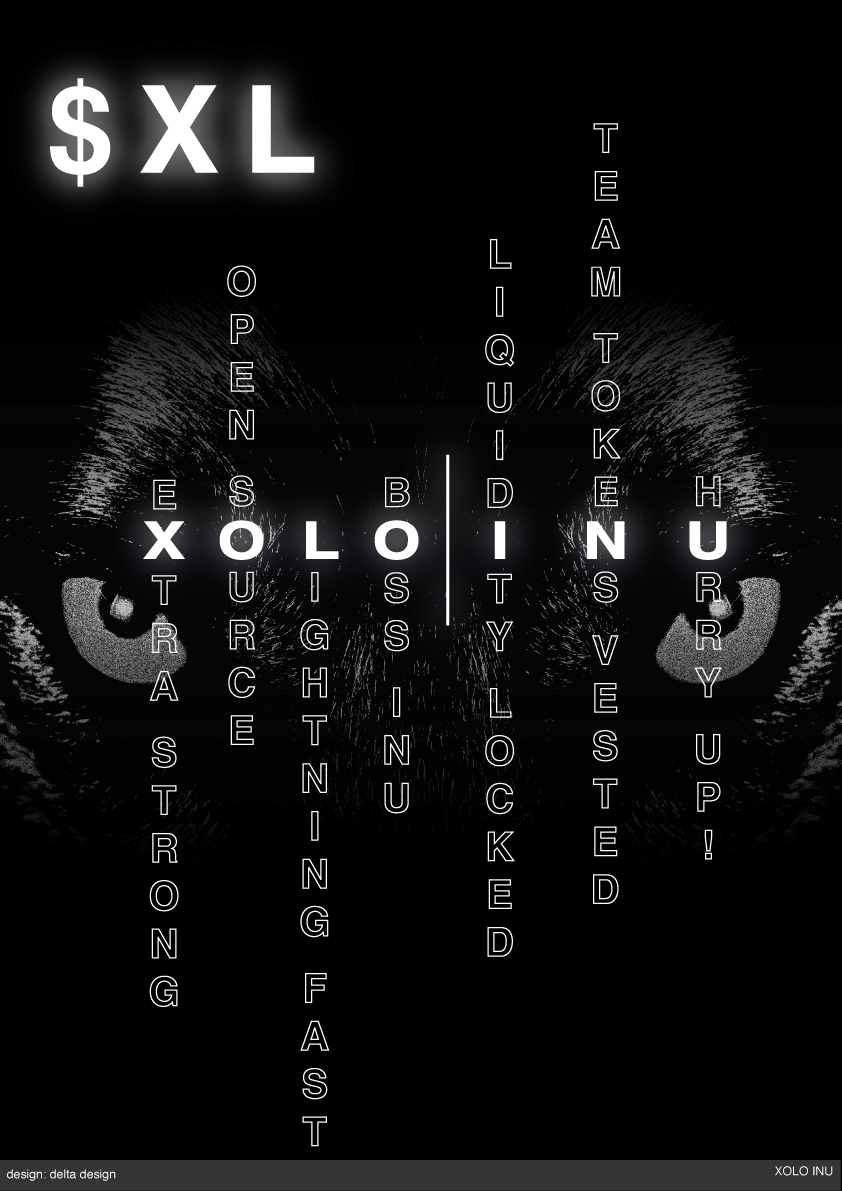 $XL
EXTRA STRONG
OPEN SOURCE
LIGHTNING FAST
BOSS INU
LIQUIDITY LOCKED
TEAM TOKENS VESTED
HURRY UP!
XOLO|INU
design: delta design
XOLO INU